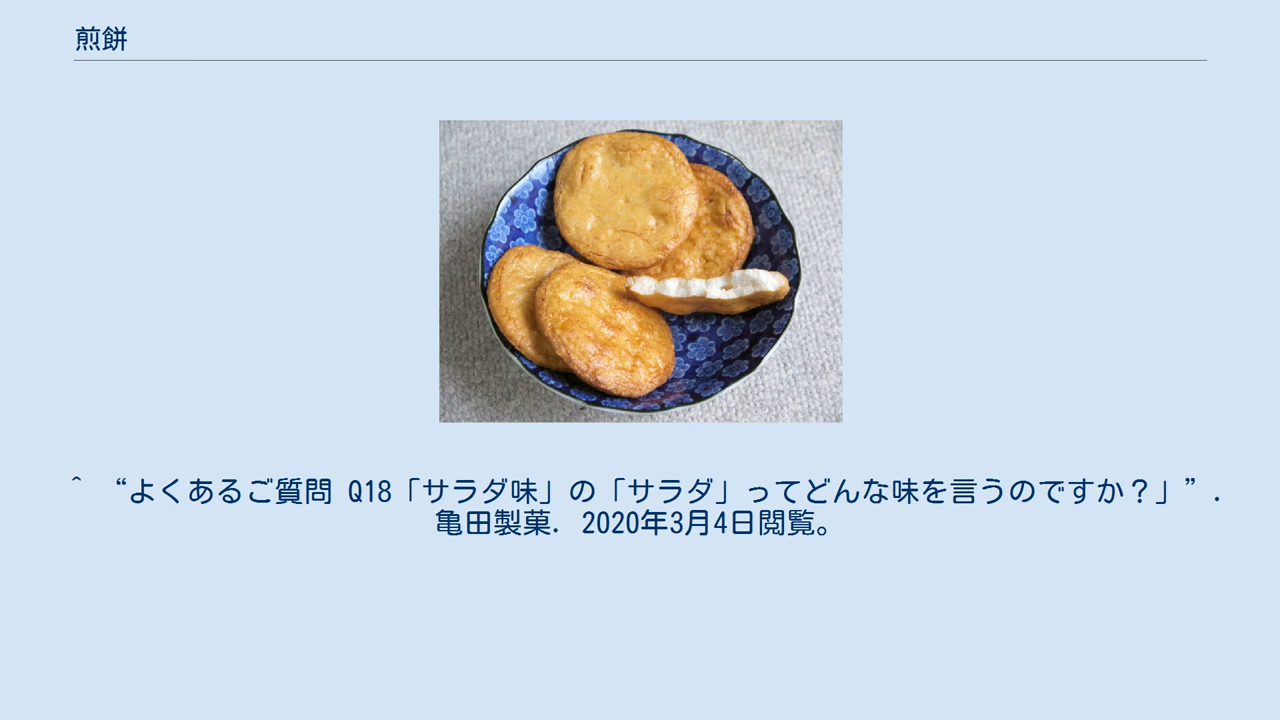 煎餅
^ “よくあるご質問 Q18「サラダ味」の「サラダ」ってどんな味を言うのですか？」”.
亀田製菓. 2020年3月4日閲覧。